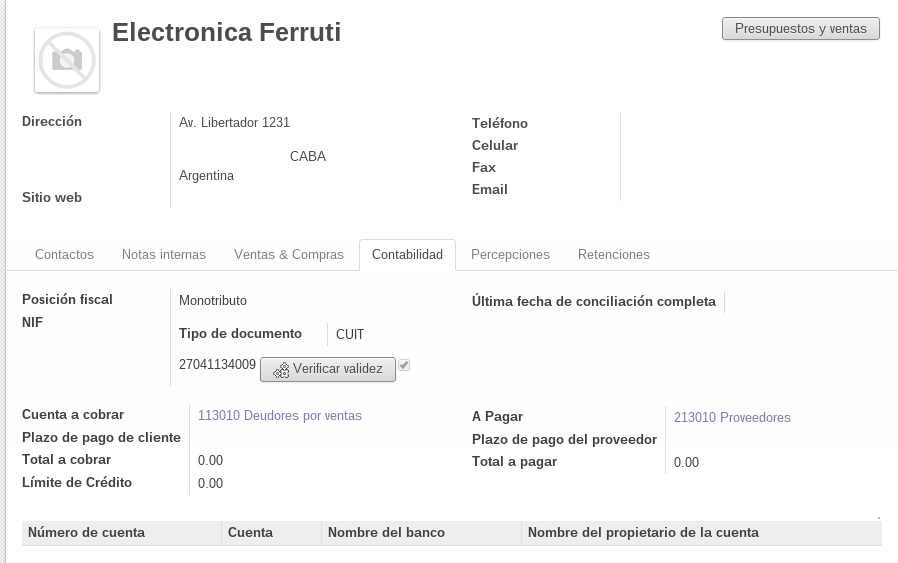 Electronica Ferruti
Presupuestos y ventas
Dirección
Av. Libertador 1231
CABA
Argentina
Sitio web
Teléfono
Celular
Fax
Email
Contactos Notas internas Ventas & Compras Contabilidad Percepciones Retenciones
Posición fiscal Monotributo
NIF
Tipo de documento CUIT
27041134009 Verificar validez
Última fecha de conciliación completa
Cuenta a cobrar 113010 Deudores por ventas
Plazo de pago de cliente
Total a cobrar 0.00
Límite de Crédito 0.00
A Pagar 213010 Proveedores
Plazo de pago del proveedor
Total a pagar 0.00
Número de cuenta Cuenta Nombre del banco Nombre del propietario de la cuenta